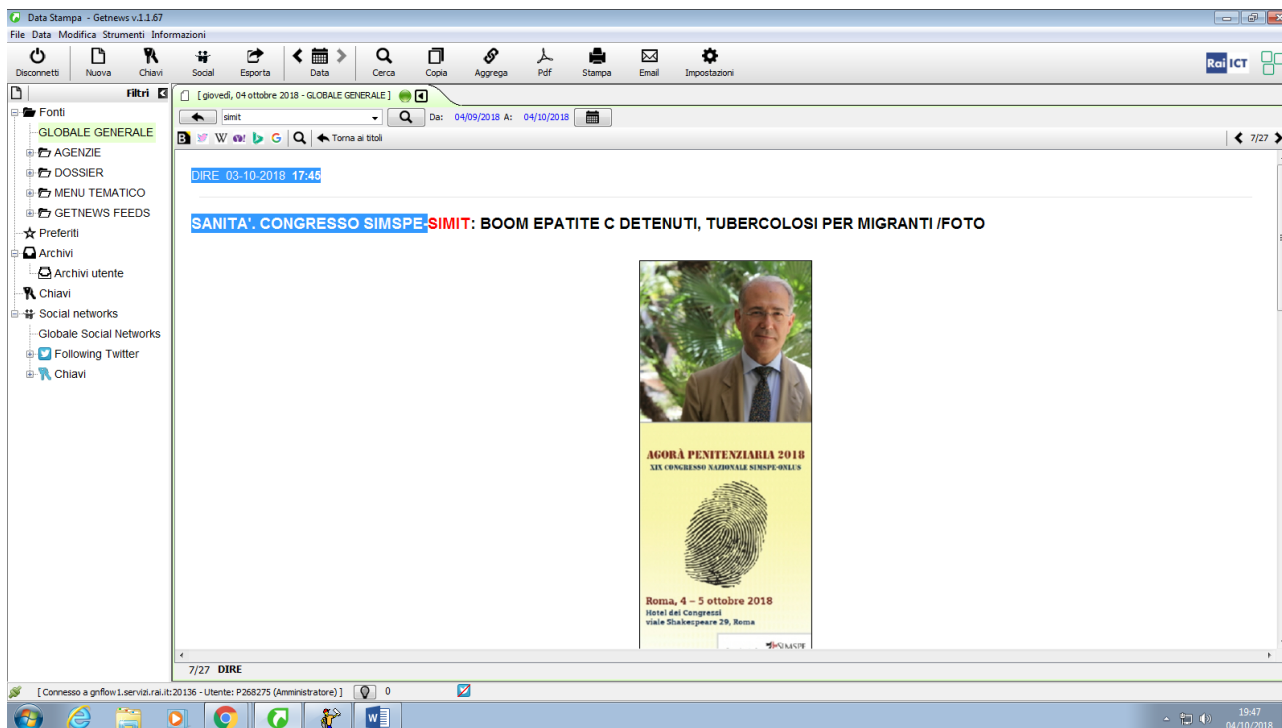 Data Stampa - Getnews v.1.1.67
File Data Modifica Strumenti Informazioni
Disconnetti Nuova Chiavi Social Esporta Data Cerca Copia Aggrega Pdf Stampa Email Impostazioni
Rai ICT
Filtri
[ giovedì, 04 ottobre 2018 - GLOBALE GENERALE ]
Fonti
GLOBALE GENERALE
AGENZIE
DOSSIER
MENU TEMATICO
GETNEWS FEEDS
Preferiti
Archivi
Archivi utente
Chiavi
Social networks
Globale Social Networks
Following Twitter
Chiavi
simit Da: 04/09/2018 A: 04/10/2018
B W G Torna ai titoli 7/27
DIRE 03-10-2018 17:45
SANITA'. CONGRESSO SIMSPE-SIMIT: BOOM EPATITE C DETENUTI, TUBERCOLOSI PER MIGRANTI /FOTO
AGORÀ PENITENZIARIA 2018
XIX CONGRESSO NAZIONALE SIMSPE-ONLUS
Roma, 4 – 5 ottobre 2018
Hotel dei Congressi
viale Shakespeare 29, Roma
SIMSPE
7/27 DIRE
[ Connesso a gnflow1.servizi.rai.it:20136 - Utente: P268275 (Amministratore) ] 0
19:47
04/10/2018